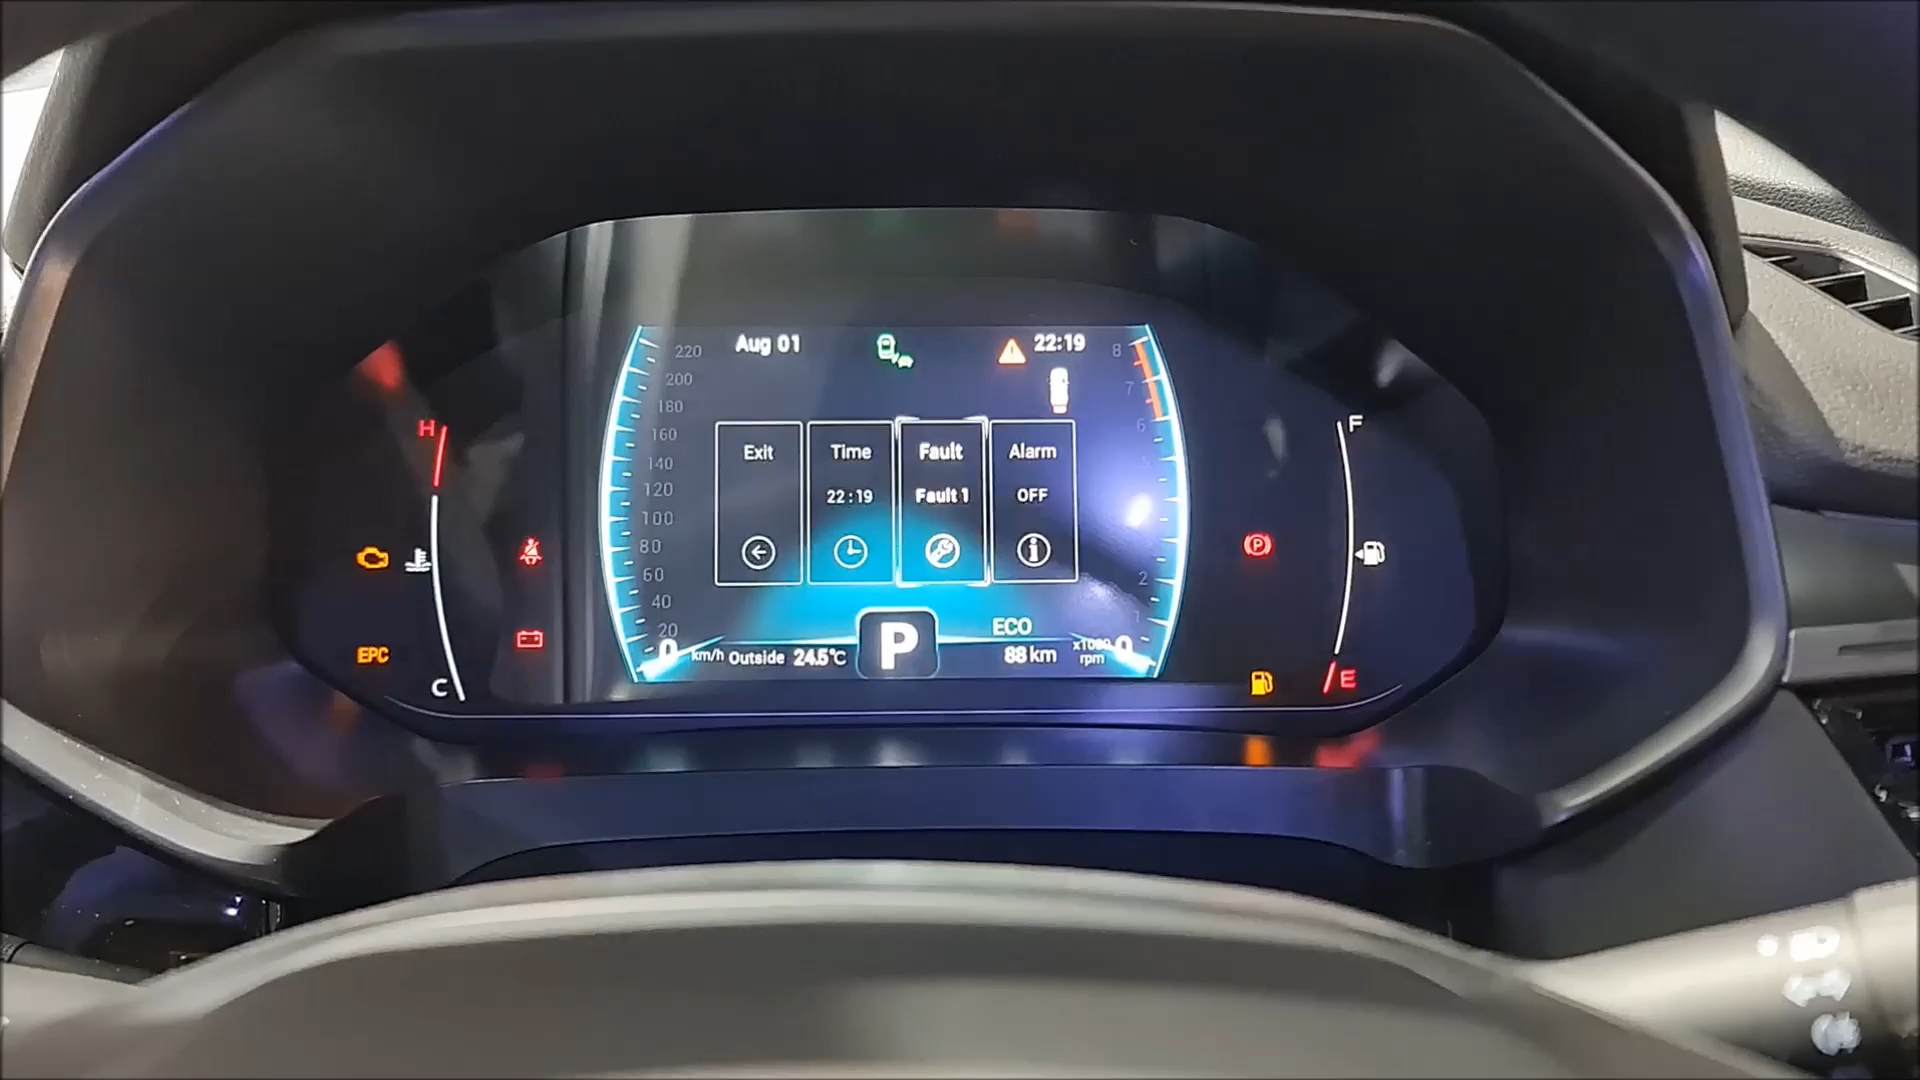 Aug 01
22:19
220
200
180
160
140
120
100
80
60
40
20
0
km/h
8
7
6
2
1
0
x1000
rpm
Exit
Time
22:19
Fault
Fault 1
Alarm
OFF
ECO
Outside 24.5°C
P
88 km
H
C
EPC
F
E